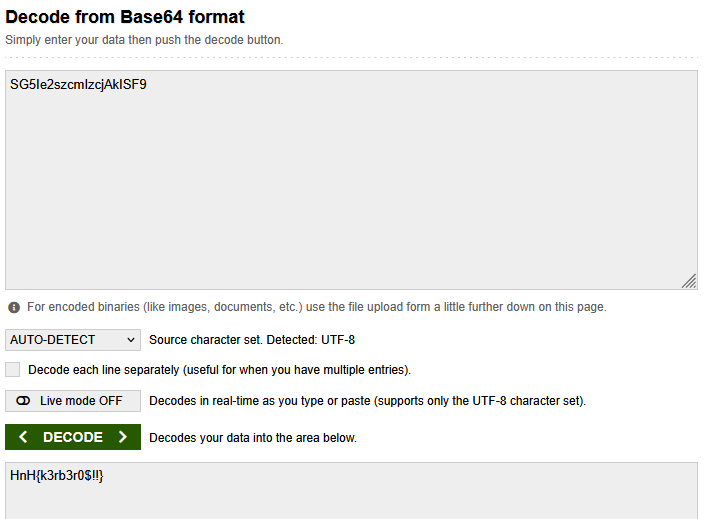 Decode from Base64 format
Simply enter your data then push the decode button.
SG5Ie2szcmIzcjAkISF9
For encoded binaries (like images, documents, etc.) use the file upload form a little further down on this page.
AUTO-DETECT Source character set. Detected: UTF-8
Decode each line separately (useful for when you have multiple entries).
Live mode OFF Decodes in real-time as you type or paste (supports only the UTF-8 character set).
< DECODE > Decodes your data into the area below.
HnH{k3rb3r0$!!}